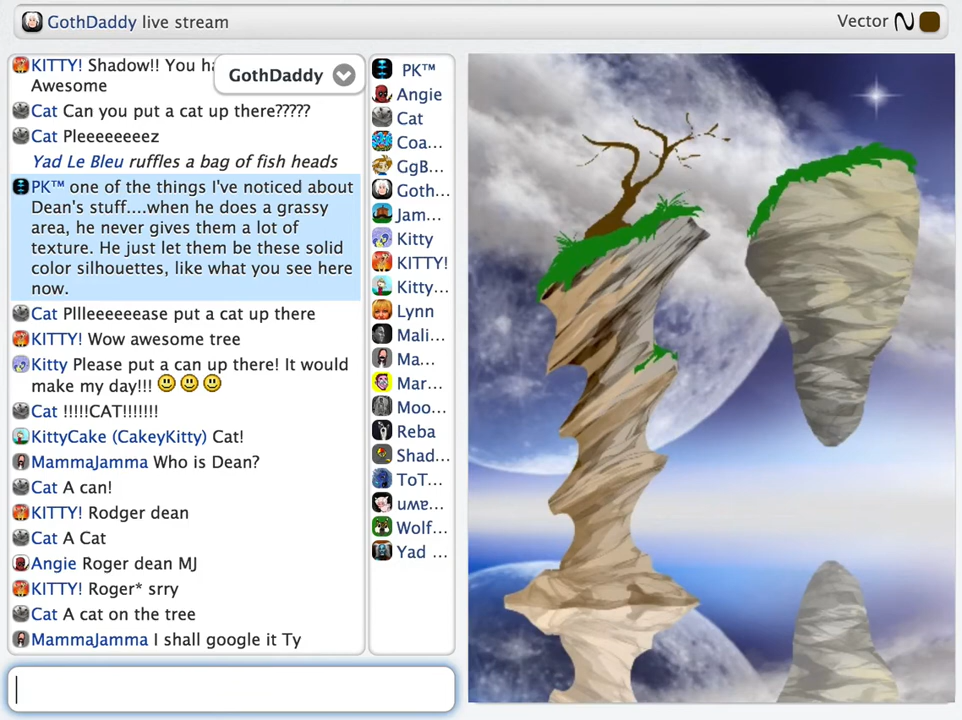 GothDaddy live stream
Vector
KITTY! Shadow!! You
Awesome
GothDaddy
Cat Can you put a cat up there?????
Cat Pleeeeeeez
Yad Le Bleu ruffles a bag of fish heads
PK™ one of the things I've noticed about
Dean's stuff....when he does a grassy
area, he never gives them a lot of
texture. He just let them be these solid
color silhouettes, like what you see here
now.
Cat Pllleeeeeease put a cat up there
KITTY! Wow awesome tree
Kitty Please put a can up there! It would
make my day!!!
Cat !!!!!CAT!!!!!!!
KittyCake (CakeyKitty) Cat!
MammaJamma Who is Dean?
Cat A can!
KITTY! Rodger dean
Cat A Cat
Angie Roger dean MJ
KITTY! Roger* srry
Cat A cat on the tree
MammaJamma I shall google it Ty
PK™
Angie
Cat
Coa...
GgB...
Goth...
Jam...
Kitty
KITTY!
Kitty...
Lynn
Mali...
Ma...
Mar...
Moo...
Reba
Shad...
ToT...
uwɐ...
Wolf...
Yad ...